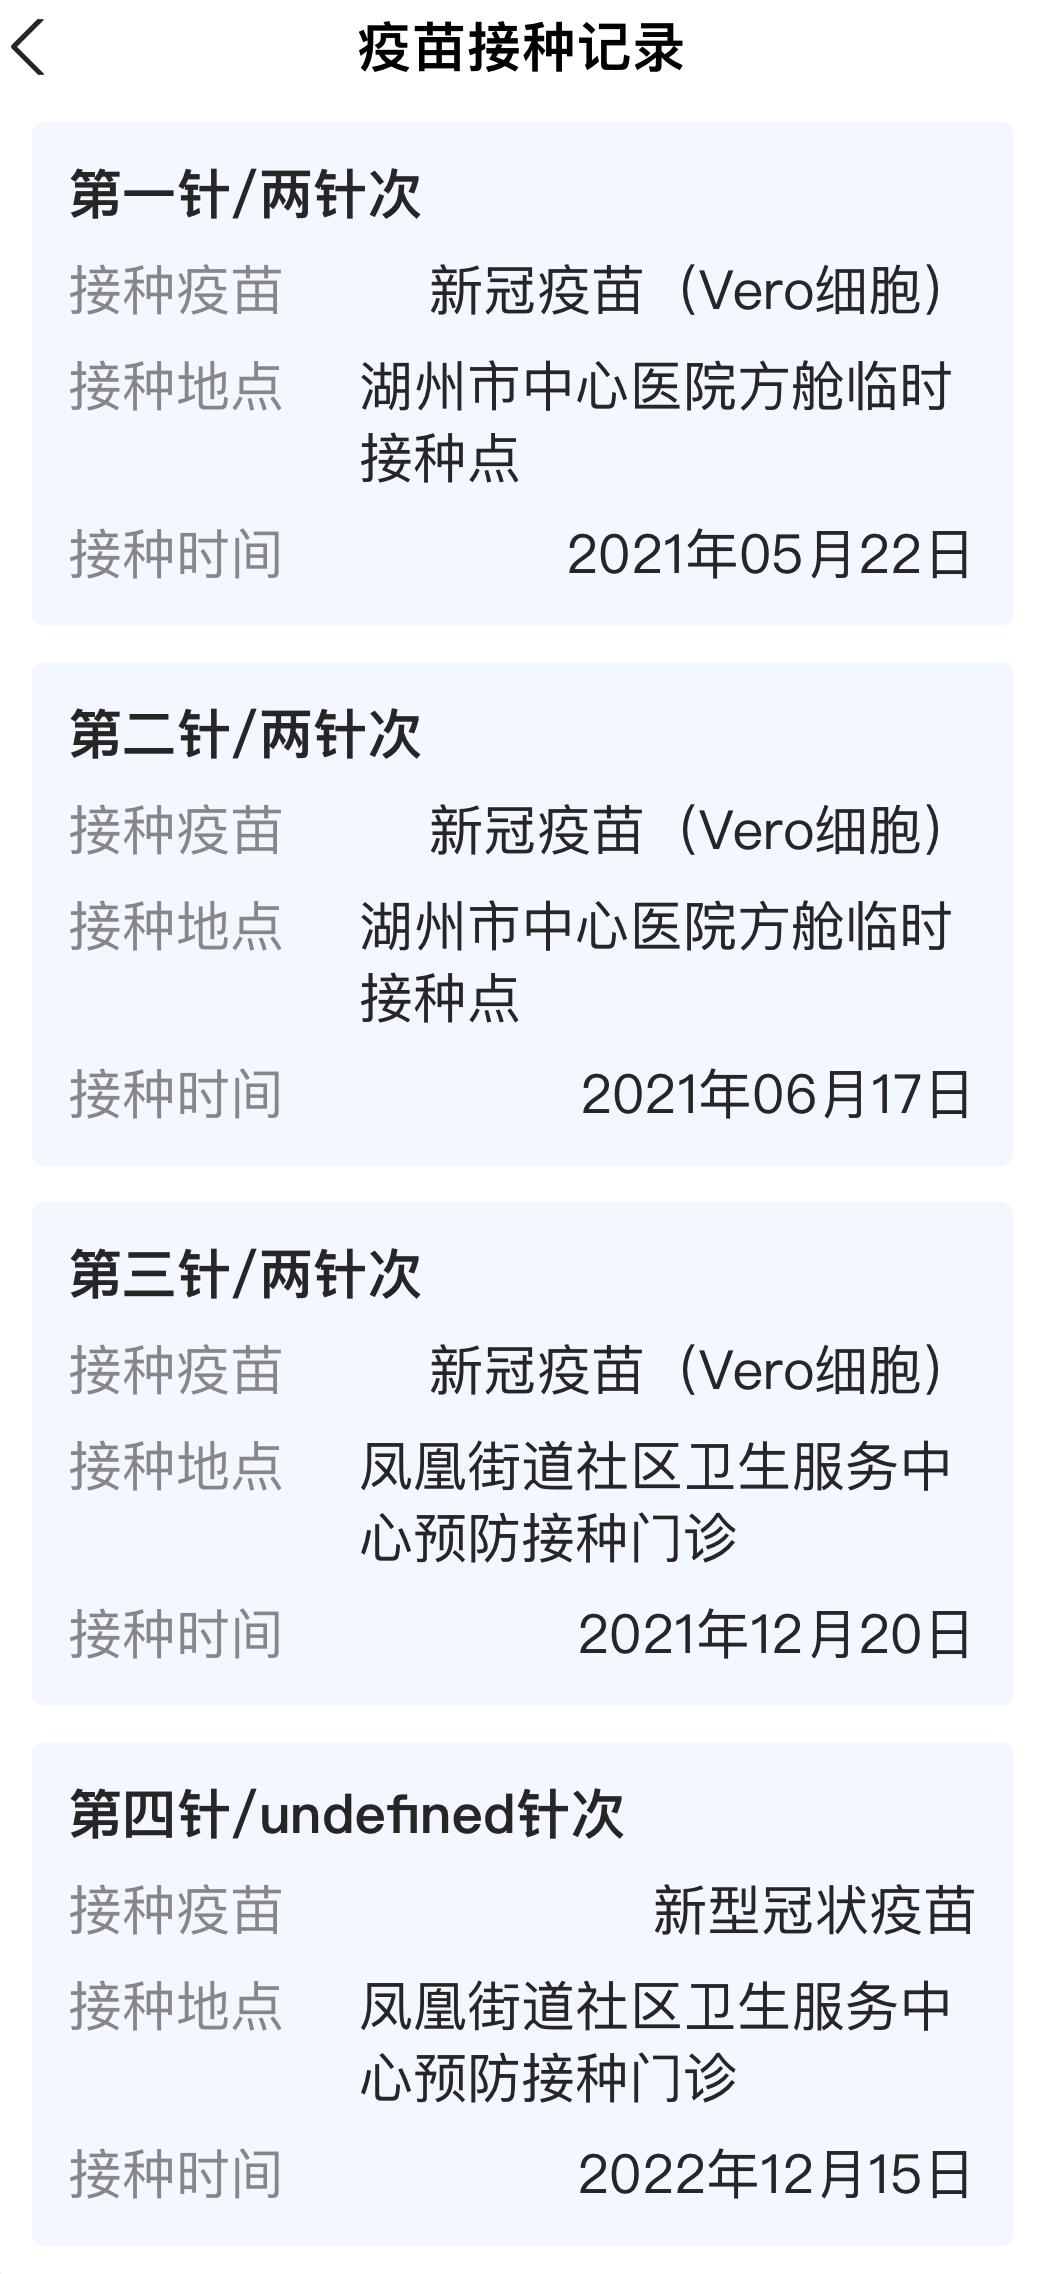 疫苗接种记录
第一针/两针次
接种疫苗 新冠疫苗（Vero细胞）
接种地点 湖州市中心医院方舱临时
接种点
接种时间 2021年05月22日
第二针/两针次
接种疫苗 新冠疫苗（Vero细胞）
接种地点 湖州市中心医院方舱临时
接种点
接种时间 2021年06月17日
第三针/两针次
接种疫苗 新冠疫苗（Vero细胞）
接种地点 凤凰街道社区卫生服务中
心预防接种门诊
接种时间 2021年12月20日
第四针/undefined针次
接种疫苗 新型冠状疫苗
接种地点 凤凰街道社区卫生服务中
心预防接种门诊
接种时间 2022年12月15日